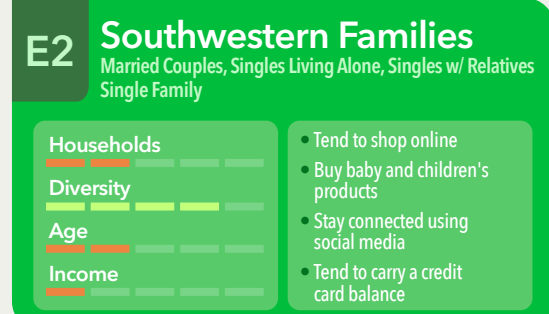 E2
Southwestern Families
Married Couples, Singles Living Alone, Singles w/ Relatives
Single Family
Households
Diversity
Age
Income
• Tend to shop online
• Buy baby and children's
products
• Stay connected using
social media
• Tend to carry a credit
card balance